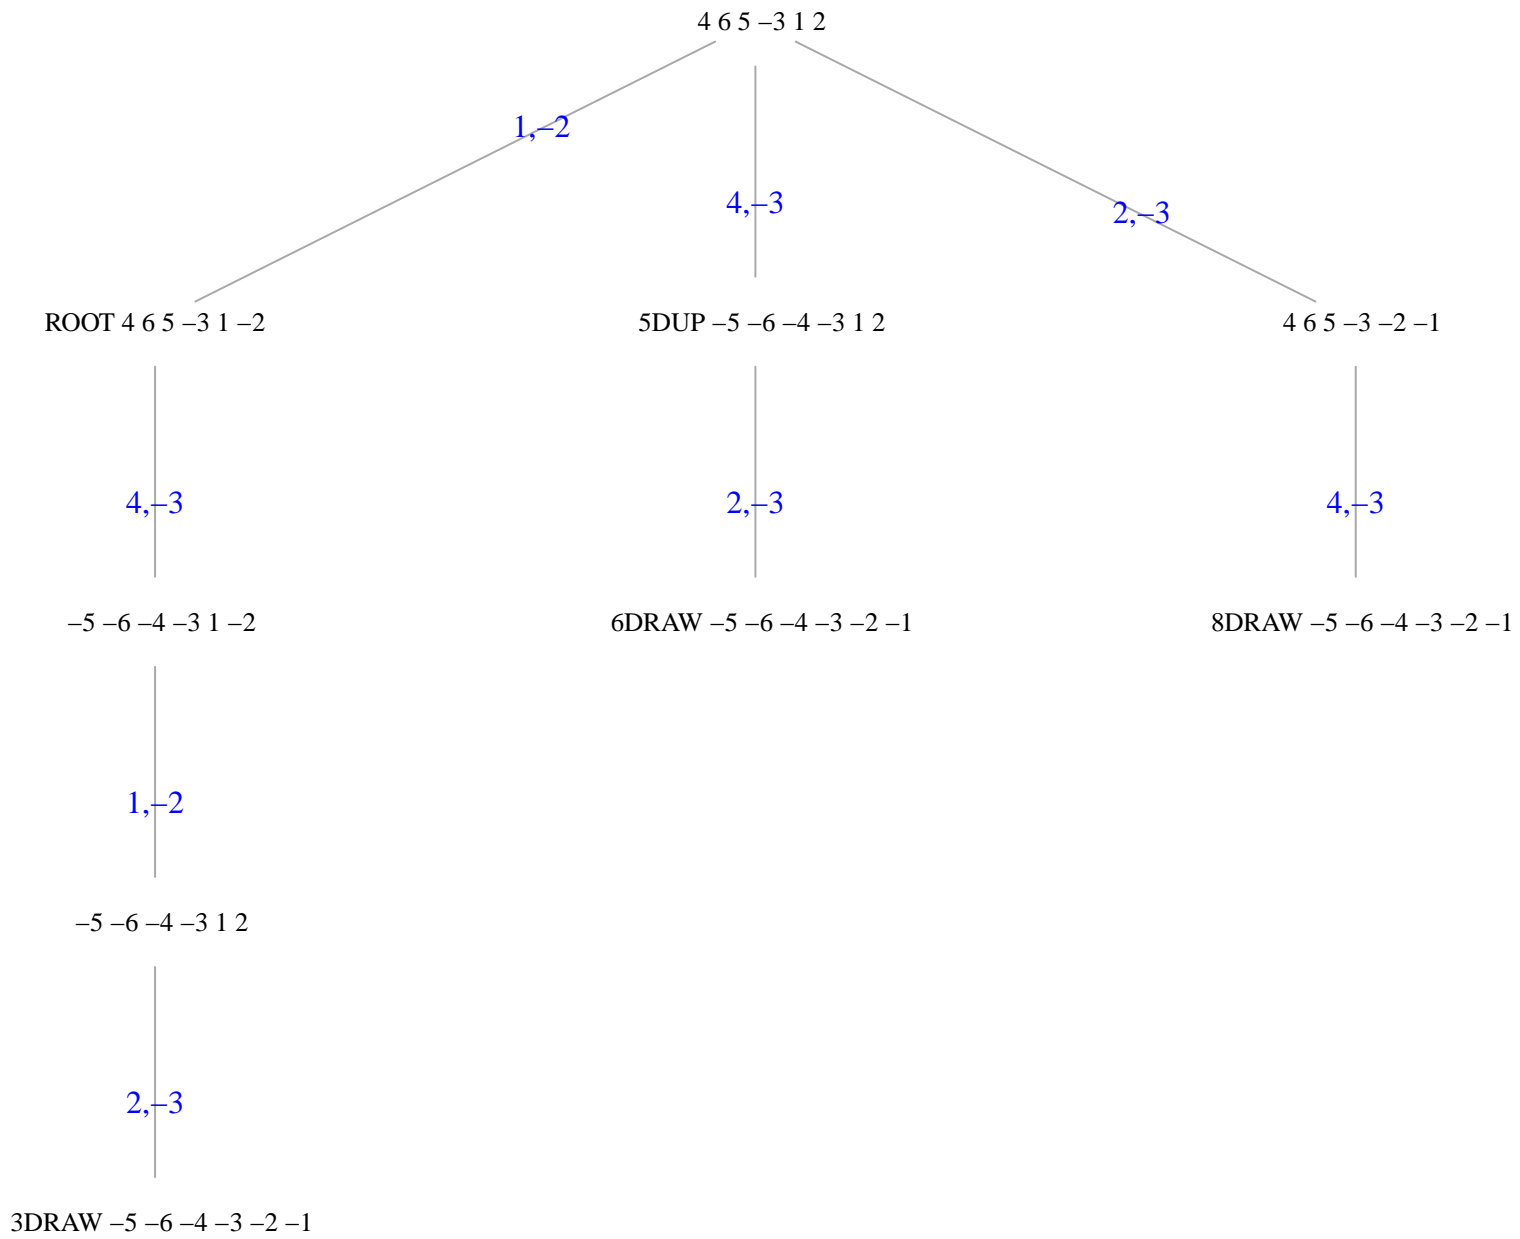 4 6 5 –3 1 2
1,–2
4,–3
2,–3
ROOT 4 6 5 –3 1 –2
5DUP –5 –6 –4 –3 1 2
4 6 5 –3 –2 –1
4,–3
2,–3
4,–3
–5 –6 –4 –3 1 –2
6DRAW –5 –6 –4 –3 –2 –1
8DRAW –5 –6 –4 –3 –2 –1
1,–2
–5 –6 –4 –3 1 2
2,–3
3DRAW –5 –6 –4 –3 –2 –1